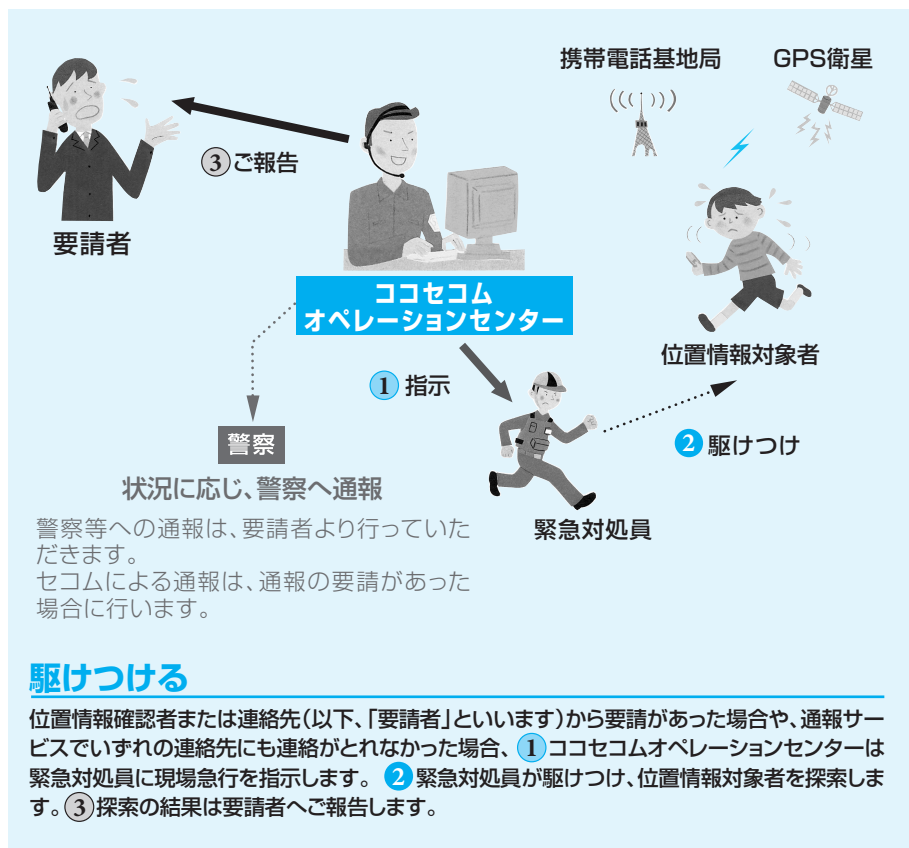 携帯電話基地局
GPS衛星
③ご報告
要請者
ココセコム
オペレーションセンター
位置情報対象者
①指示
②駆けつけ
警察
状況に応じ、警察へ通報
緊急対処員
警察等への通報は、要請者より行っていた
だきます。
セコムによる通報は、通報の要請があった
場合に行います。
駆けつける
位置情報確認者または連絡先（以下、「要請者」といいます）から要請があった場合や、通報サー
ビスでいずれの連絡先にも連絡がとれなかった場合、①ココセコムオペレーションセンターは
緊急対処員に現場急行を指示します。②緊急対処員が駆けつけ、位置情報対象者を探索しま
す。③探索の結果は要請者へご報告します。